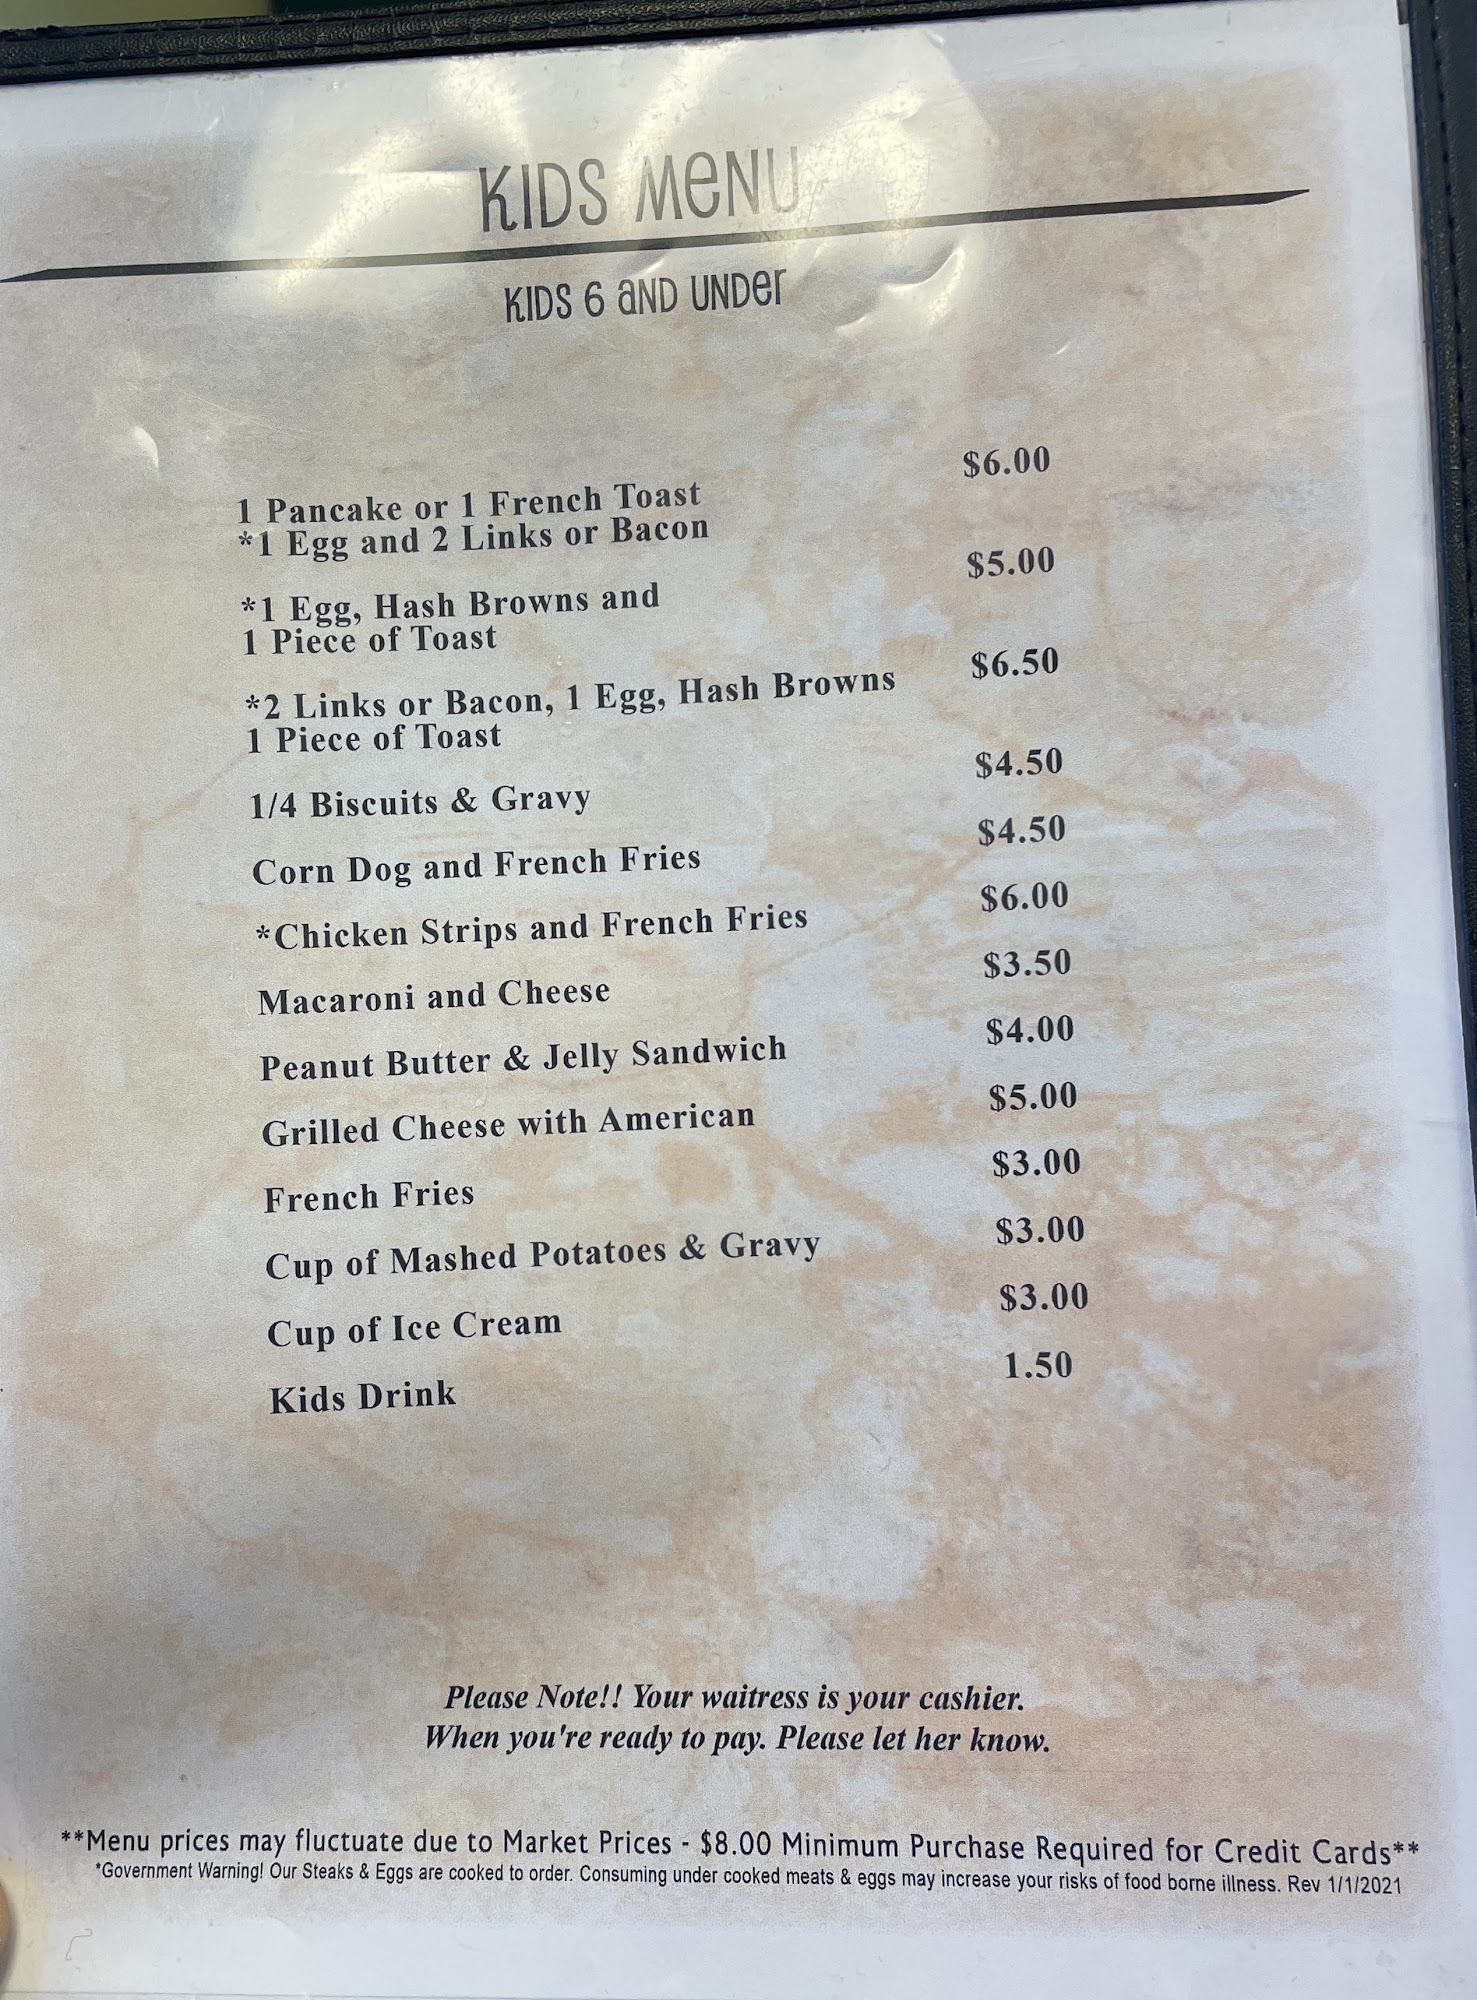 KIDS MENU
KIDS 6 AND UNDER
1 Pancake or 1 French Toast $6.00
*1 Egg and 2 Links or Bacon
*1 Egg, Hash Browns and $5.00
1 Piece of Toast
*2 Links or Bacon, 1 Egg, Hash Browns $6.50
1 Piece of Toast
1/4 Biscuits & Gravy $4.50
Corn Dog and French Fries $4.50
*Chicken Strips and French Fries $6.00
Macaroni and Cheese $3.50
Peanut Butter & Jelly Sandwich $4.00
Grilled Cheese with American $5.00
French Fries $3.00
Cup of Mashed Potatoes & Gravy $3.00
Cup of Ice Cream $3.00
Kids Drink 1.50
Please Note!! Your waitress is your cashier.
When you're ready to pay. Please let her know.
**Menu prices may fluctuate due to Market Prices - $8.00 Minimum Purchase Required for Credit Cards**
*Government Warning! Our Steaks & Eggs are cooked to order. Consuming under cooked meats & eggs may increase your risks of food borne illness. Rev 1/1/2021